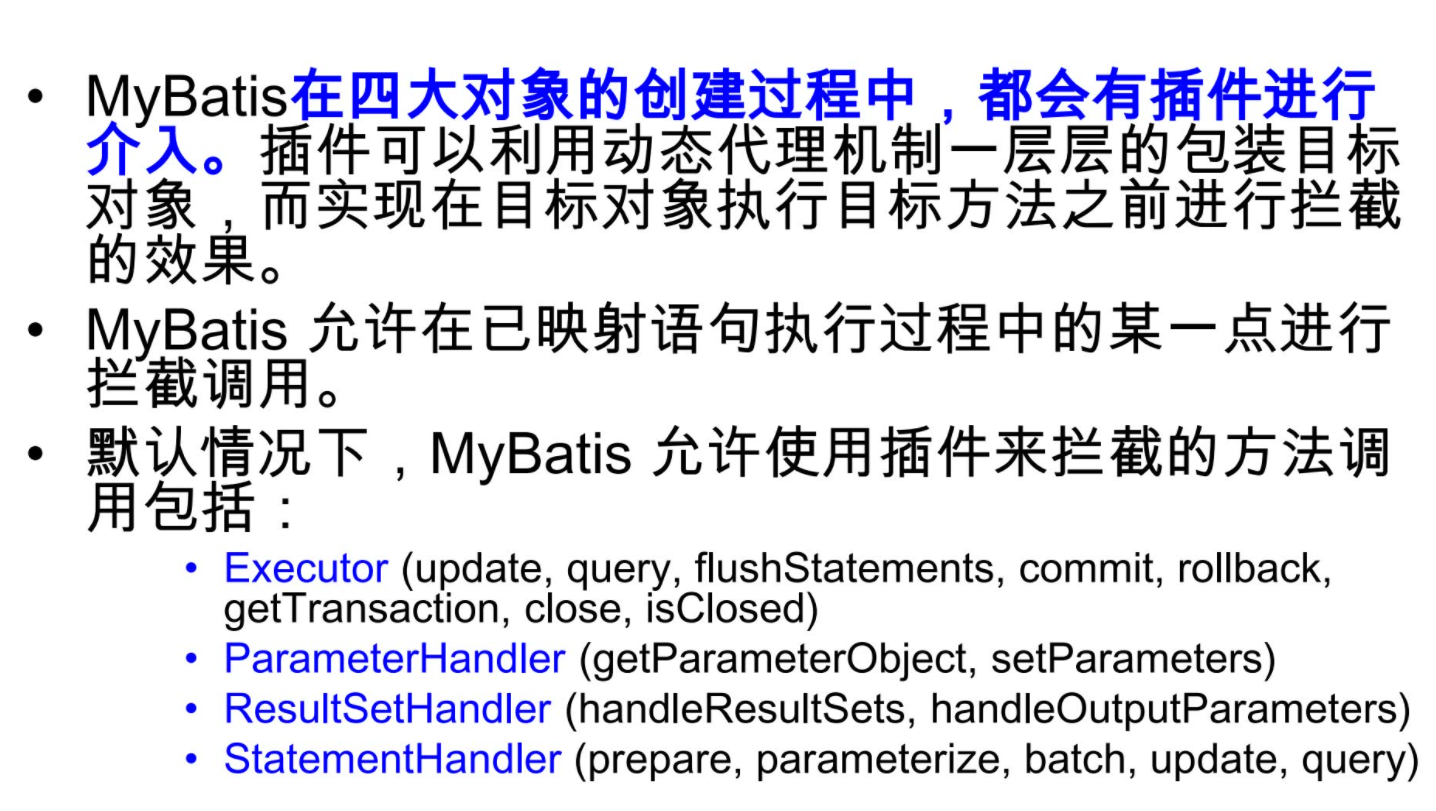 • MyBatis在四大对象的创建过程中，都会有插件进行
介入。插件可以利用动态代理机制一层层的包装目标
对象，而实现在目标对象执行目标方法之前进行拦截
的效果。
• MyBatis 允许在已映射语句执行过程中的某一点进行
拦截调用。
• 默认情况下，MyBatis 允许使用插件来拦截的方法调
用包括：
• Executor (update, query, flushStatements, commit, rollback,
getTransaction, close, isClosed)
• ParameterHandler (getParameterObject, setParameters)
• ResultSetHandler (handleResultSets, handleOutputParameters)
• StatementHandler (prepare, parameterize, batch, update, query)